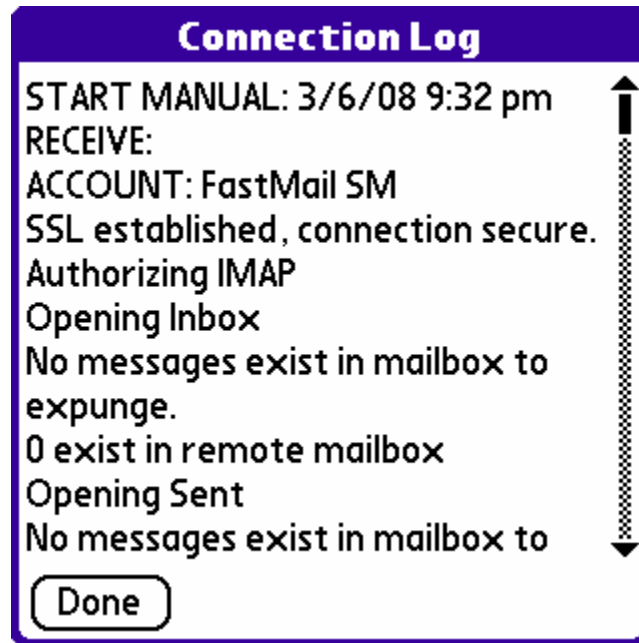 Connection Log
START MANUAL: 3/6/08 9:32 pm
RECEIVE:
ACCOUNT: FastMail SM
SSL established, connection secure.
Authorizing IMAP
Opening Inbox
No messages exist in mailbox to
expunge.
0 exist in remote mailbox
Opening Sent
No messages exist in mailbox to
Done